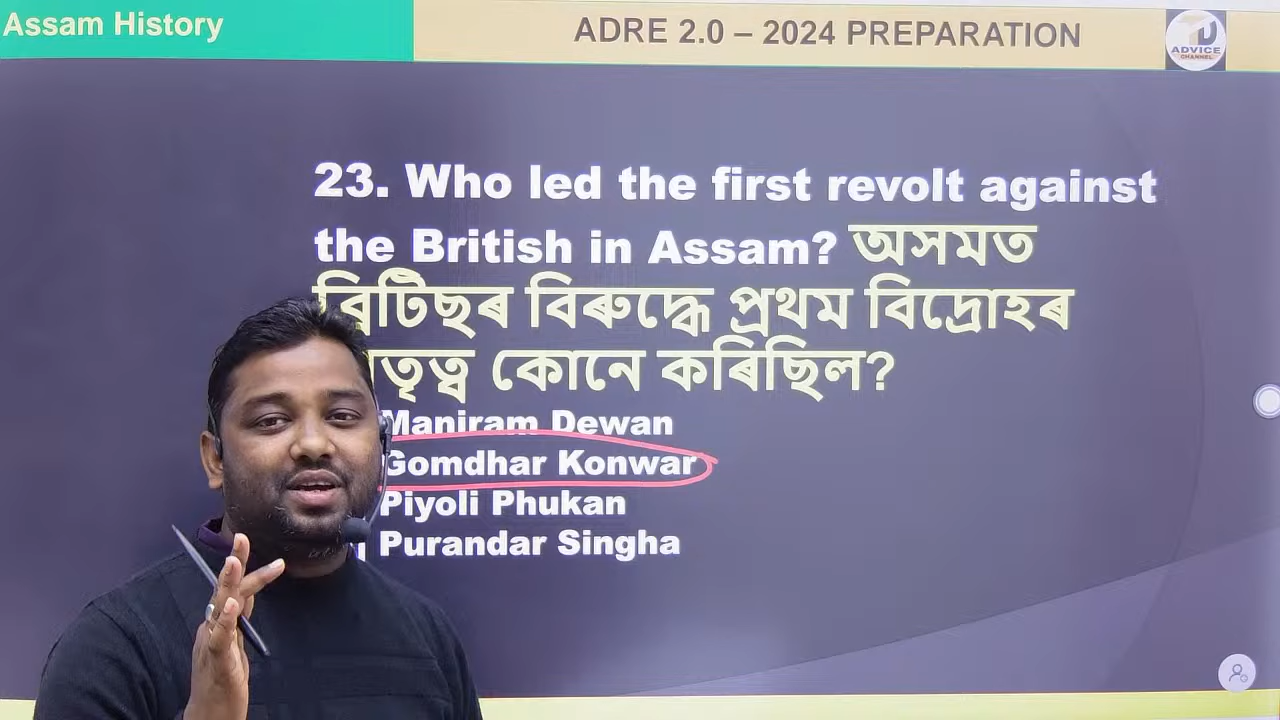 Assam History
ADRE 2.0 – 2024 PREPARATION
ADVICE
CHANNEL
23. Who led the first revolt against
the British in Assam? অসমত
ব্ৰিটিছৰ বিৰুদ্ধে প্ৰথম বিদ্ৰোহৰ
কোনে কৰিছিল?
Maniram Dewan
Gomdhar Konwar
Piyoli Phukan
Purandar Singha